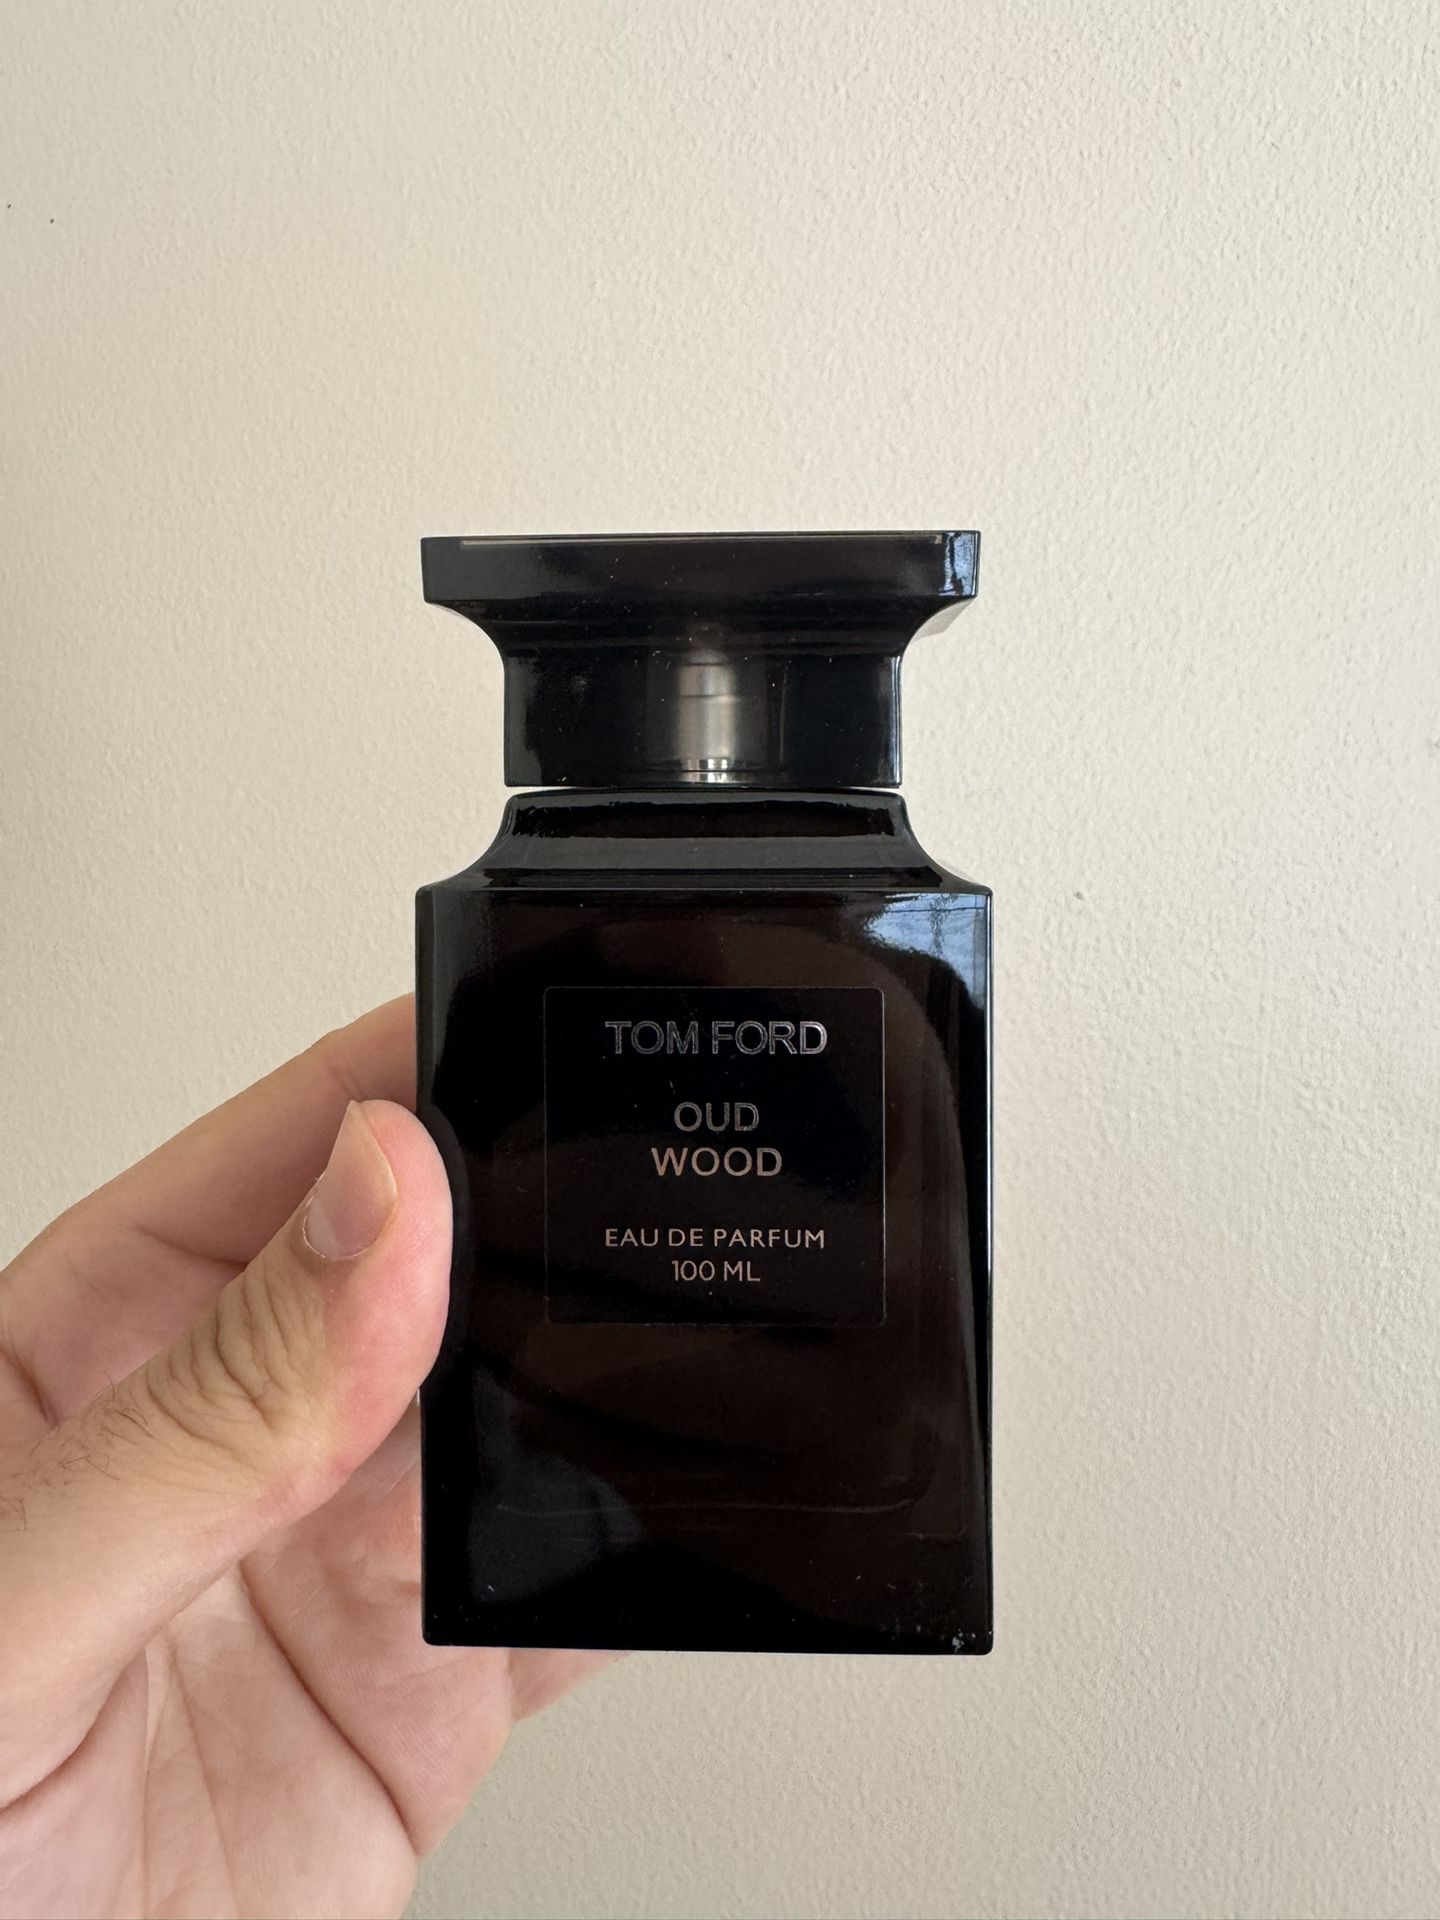 TOM FORD
OUD
WOOD
EAU DE PARFUM
100 ML